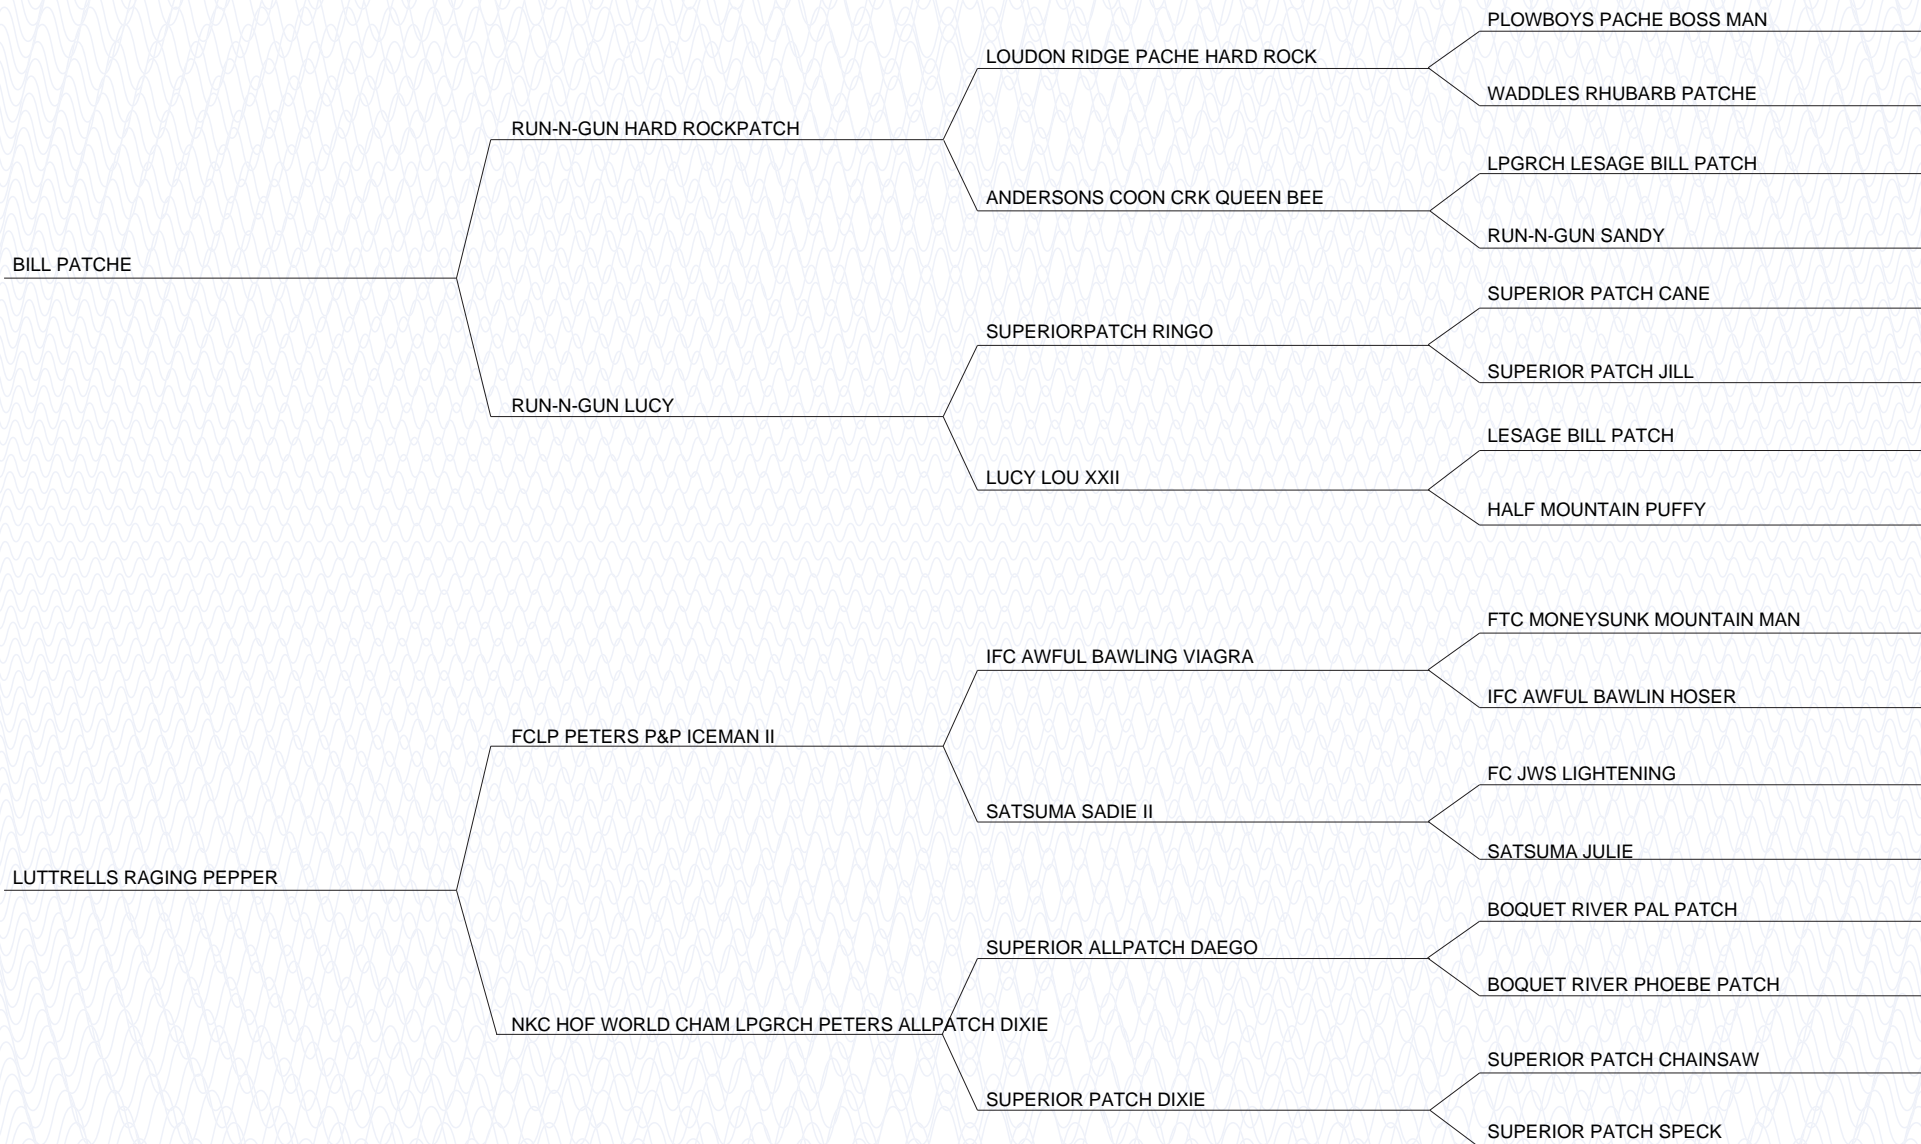 PLOWBOYS PACHE BOSS MAN
LOUDON RIDGE PACHE HARD ROCK
WADDLES RHUBARB PATCHE
RUN-N-GUN HARD ROCKPATCH
LPGRCH LESAGE BILL PATCH
ANDERSONS COON CRK QUEEN BEE
RUN-N-GUN SANDY
BILL PATCHE
SUPERIOR PATCH CANE
SUPERIORPATCH RINGO
SUPERIOR PATCH JILL
RUN-N-GUN LUCY
LESAGE BILL PATCH
LUCY LOU XXII
HALF MOUNTAIN PUFFY
FTC MONEYSUNK MOUNTAIN MAN
IFC AWFUL BAWLING VIAGRA
IFC AWFUL BAWLIN HOSER
FCLP PETERS P&P ICEMAN II
FC JWS LIGHTENING
SATSUMA SADIE II
SATSUMA JULIE
LUTTRELLS RAGING PEPPER
BOQUET RIVER PAL PATCH
SUPERIOR ALLPATCH DAEGO
BOQUET RIVER PHOEBE PATCH
NKC HOF WORLD CHAM LPGRCH PETERS ALLPATCH DIXIE
SUPERIOR PATCH CHAINSAW
SUPERIOR PATCH DIXIE
SUPERIOR PATCH SPECK